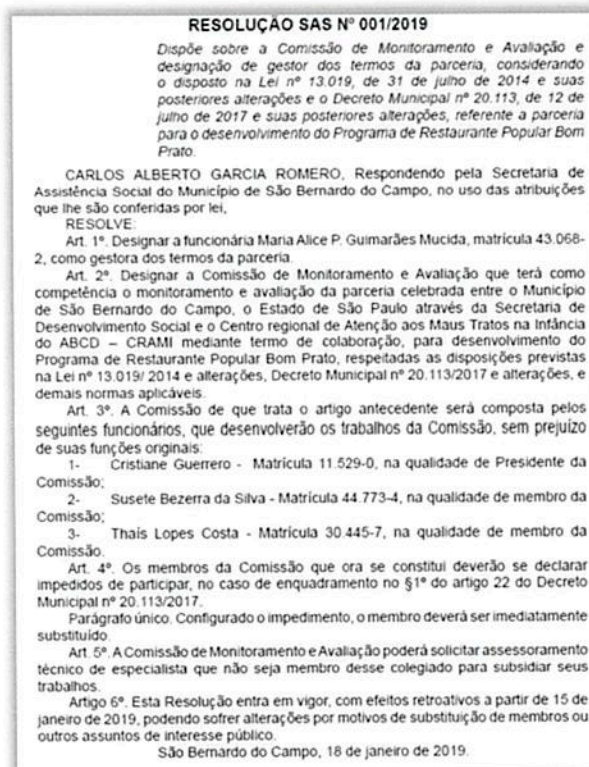 RESOLUÇÃO SAS Nº 001/2019
Dispõe sobre a Comissão de Monitoramento e Avaliação e
designação de gestor dos termos da parceria, considerando
o disposto na Lei nº 13.019, de 31 de julho de 2014 e suas
posteriores alterações e o Decreto Municipal nº 20.113, de 12 de
julho de 2017 e suas posteriores alterações, referente a parceria
para o desenvolvimento do Programa de Restaurante Popular Bom
Prato.
CARLOS ALBERTO GARCIA ROMERO, Respondendo pela Secretaria de
Assistência Social do Município de São Bernardo do Campo, no uso das atribuições
que lhe são conferidas por lei,
RESOLVE:
Art. 1º. Designar a funcionária Maria Alice P. Guimarães Mucida, matrícula 43.068-
2, como gestora dos termos da parceria.
Art. 2º. Designar a Comissão de Monitoramento e Avaliação que terá como
competência o monitoramento e avaliação da parceria celebrada entre o Município
de São Bernardo do Campo, o Estado de São Paulo através da Secretaria de
Desenvolvimento Social e o Centro regional de Atenção aos Maus Tratos na Infância
do ABCD – CRAMI mediante termo de colaboração, para desenvolvimento do
Programa de Restaurante Popular Bom Prato, respeitadas as disposições previstas
na Lei nº 13.019/ 2014 e alterações, Decreto Municipal nº 20.113/2017 e alterações, e
demais normas aplicáveis.
Art. 3º. A Comissão de que trata o artigo antecedente será composta pelos
seguintes funcionários, que desenvolverão os trabalhos da Comissão, sem prejuízo
de suas funções originais:
1- Cristiane Guerrero - Matrícula 11.529-0, na qualidade de Presidente da
Comissão;
2- Susete Bezerra da Silva - Matrícula 44.773-4, na qualidade de membro da
Comissão;
3- Thaís Lopes Costa - Matrícula 30.445-7, na qualidade de membro da
Comissão.
Art. 4º. Os membros da Comissão que ora se constitui deverão se declarar
impedidos de participar, no caso de enquadramento no §1º do artigo 22 do Decreto
Municipal nº 20.113/2017.
Parágrafo único. Configurado o impedimento, o membro deverá ser imediatamente
substituído.
Art. 5º. A Comissão de Monitoramento e Avaliação poderá solicitar assessoramento
técnico de especialista que não seja membro desse colegiado para subsidiar seus
trabalhos.
Artigo 6º. Esta Resolução entra em vigor, com efeitos retroativos a partir de 15 de
janeiro de 2019, podendo sofrer alterações por motivos de substituição de membros ou
outros assuntos de interesse público.
São Bernardo do Campo, 18 de janeiro de 2019.